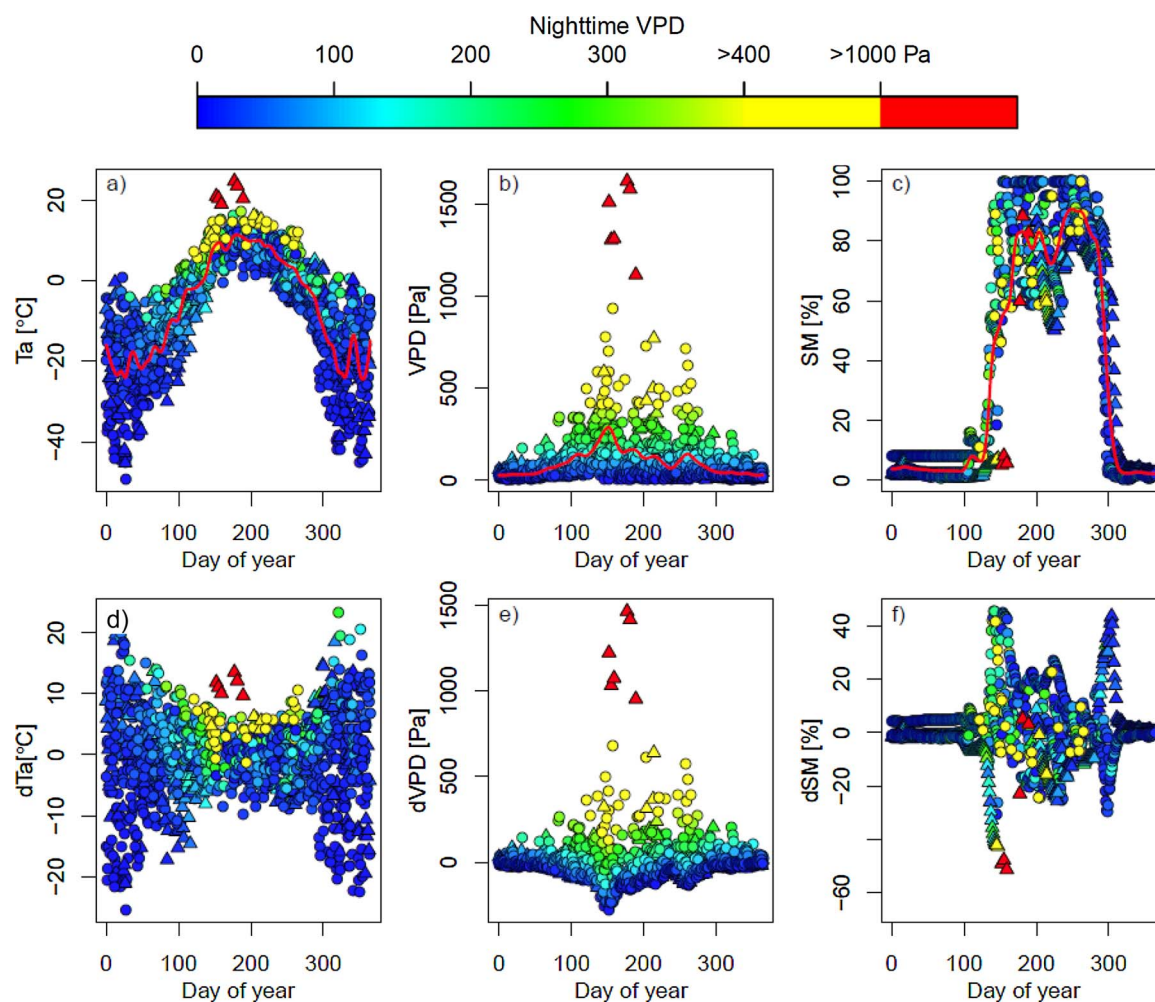 Nighttime VPD
0 100 200 300 >400 >1000 Pa
a)
Ta [°C]
20
0
−20
−40
0 100 200 300
Day of year
b)
VPD [Pa]
1500
1000
500
0
0 100 200 300
Day of year
c)
SM [%]
100
80
60
40
20
0
0 100 200 300
Day of year
d)
dTa[°C]
20
10
0
−10
−20
0 100 200 300
Day of year
e)
dVPD [Pa]
1500
1000
500
0
0 100 200 300
Day of year
f)
dSM [%]
40
20
0
−20
−60
0 100 200 300
Day of year